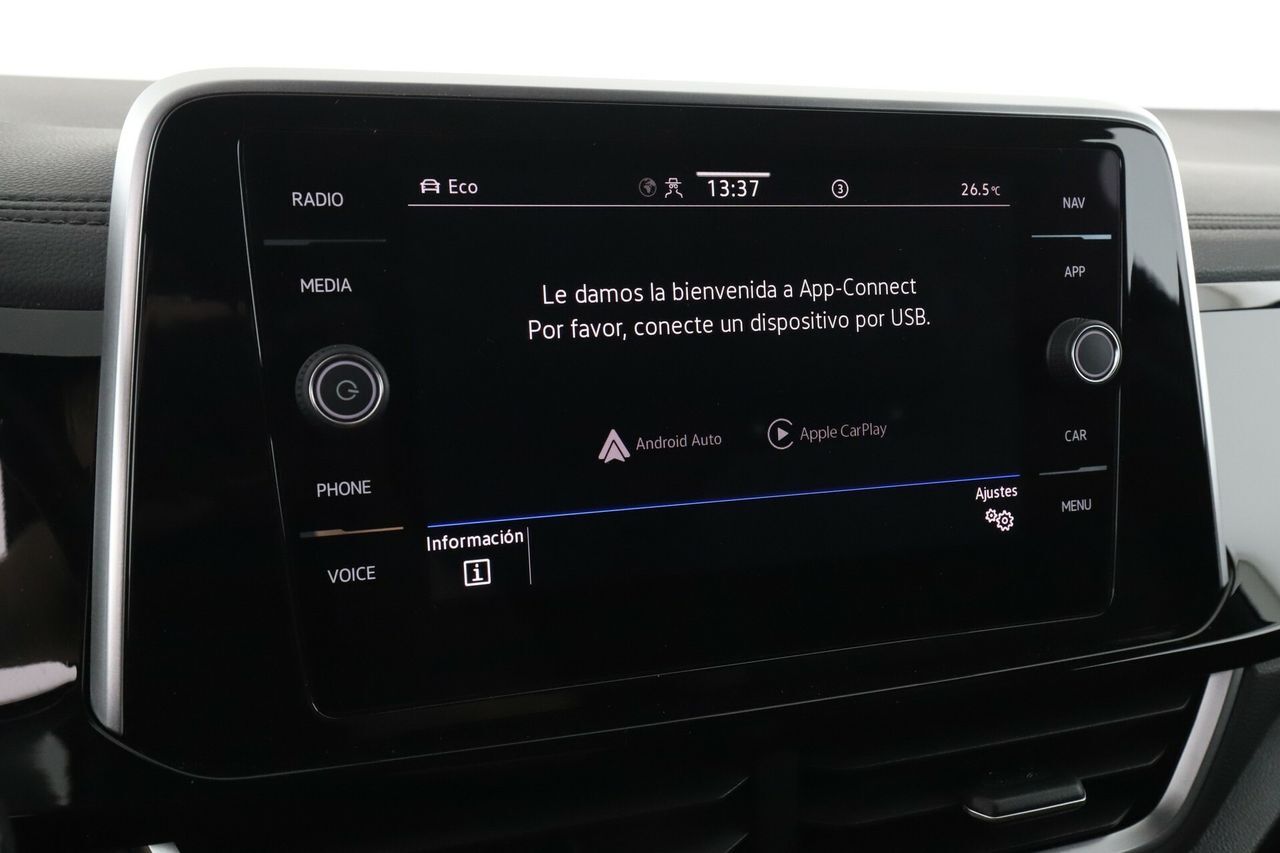 RADIO
MEDIA
PHONE
VOICE
Eco
13:37
3
26.5°C
Le damos la bienvenida a App-Connect
Por favor, conecte un dispositivo por USB.
Android Auto
Apple CarPlay
Información
i
Ajustes
NAV
APP
CAR
MENU